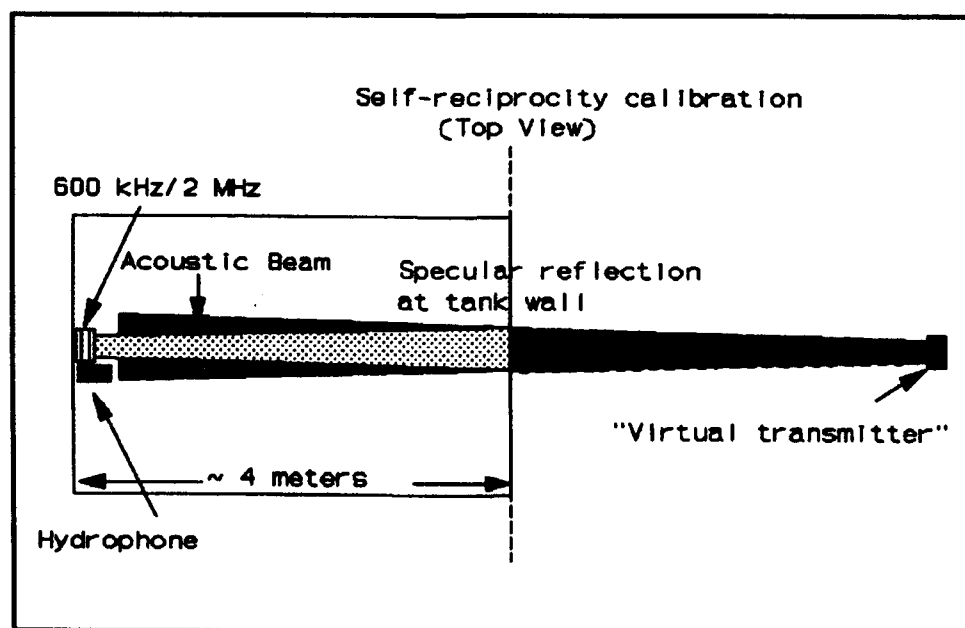 Self-reciprocity calibration
(Top View)
600 kHz/2 MHz
Acoustic Beam
Specular reflection
at tank wall
"Virtual transmitter"
~ 4 meters
Hydrophone